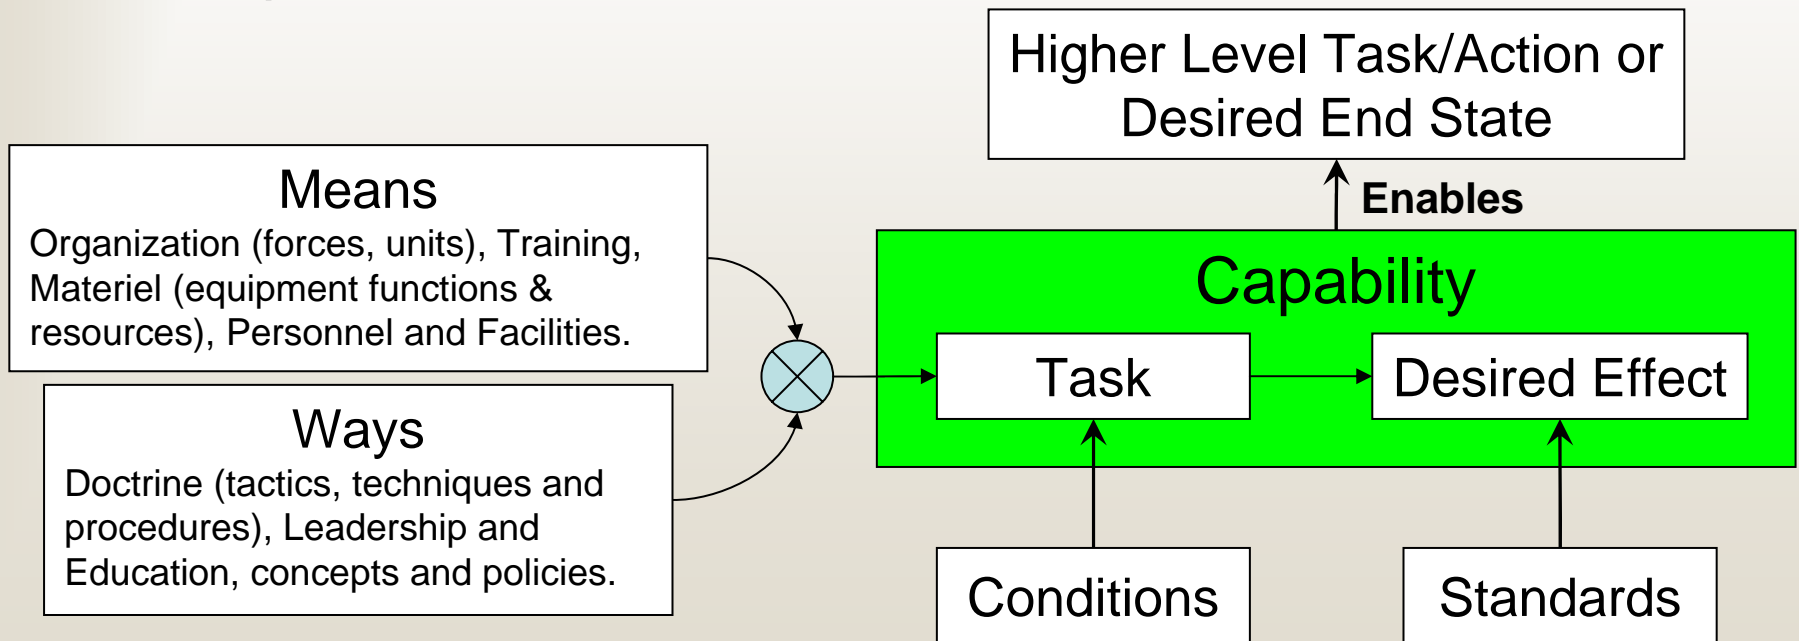 Higher Level Task/Action or
Desired End State
Means
Organization (forces, units), Training,
Materiel (equipment functions &
resources), Personnel and Facilities.
Enables
Capability
Task
Desired Effect
Ways
Doctrine (tactics, techniques and
procedures), Leadership and
Education, concepts and policies.
Conditions
Standards